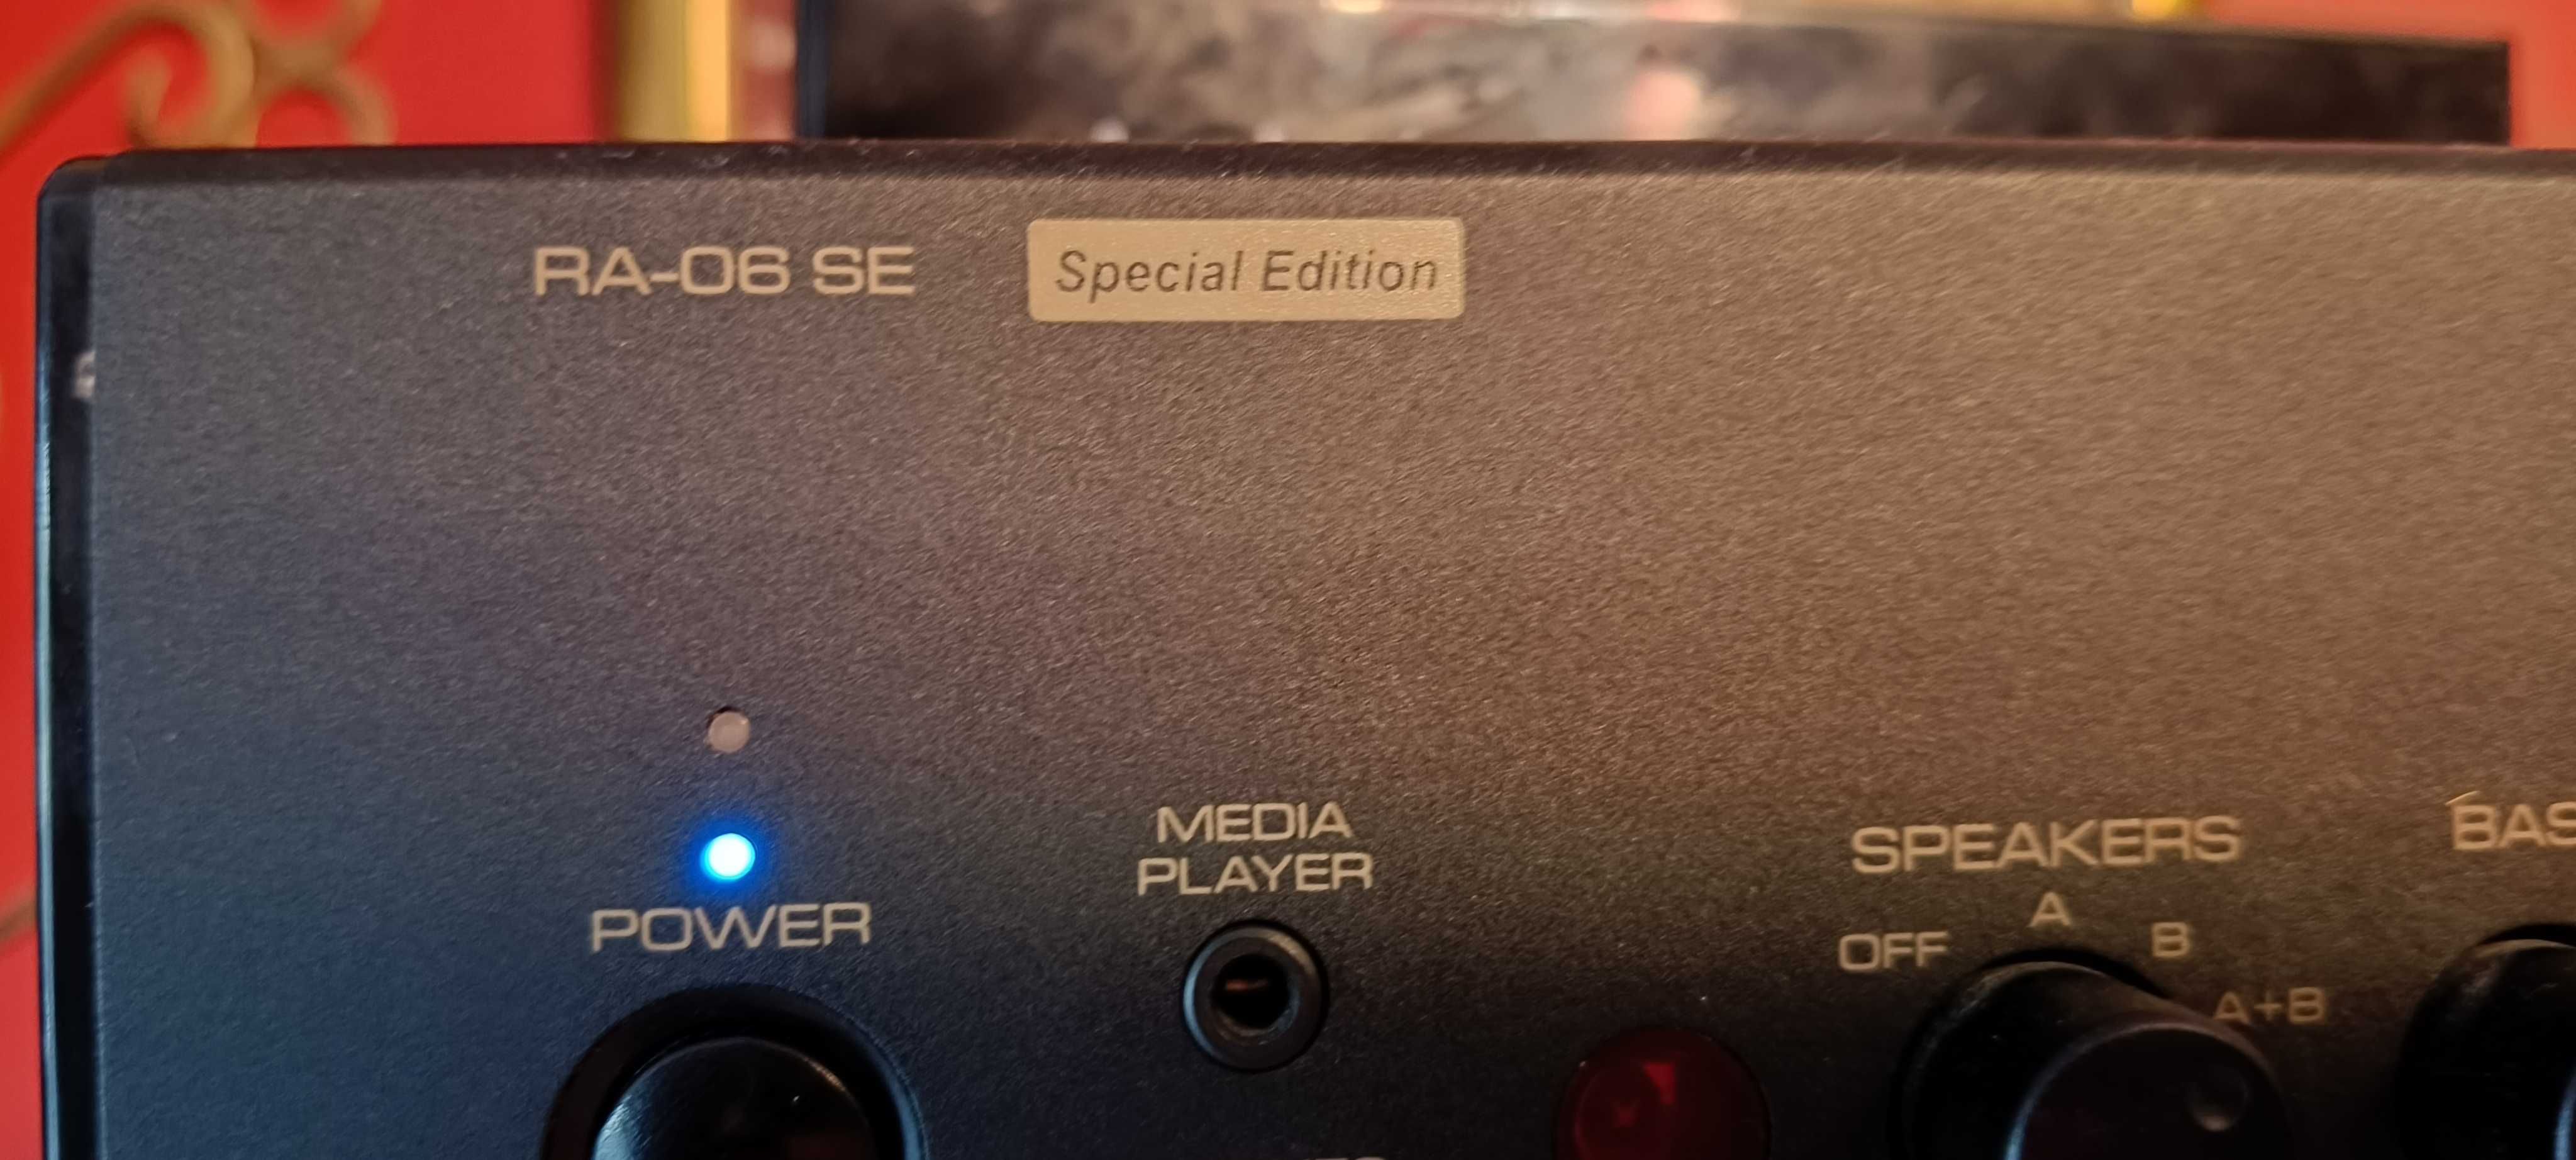 RA-06 SE
Special Edition
POWER
MEDIA
PLAYER
SPEAKERS
OFF
A
B
A+B